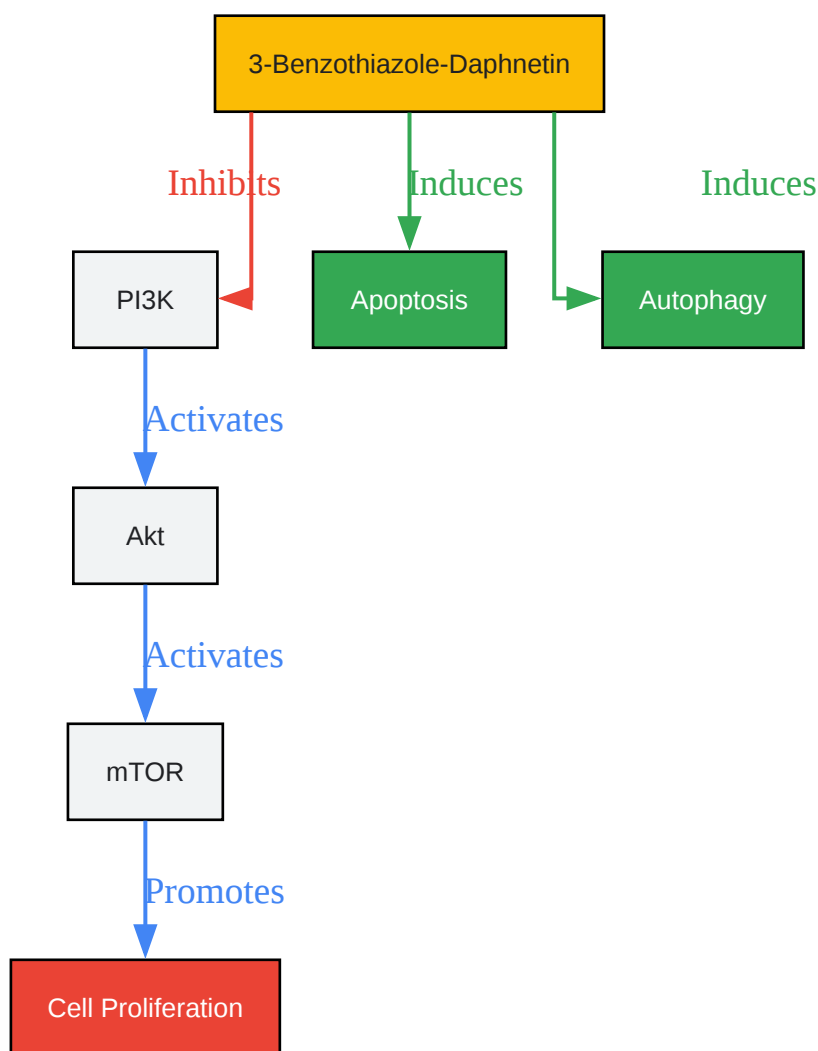 3-Benzothiazole-Daphnetin
Inhibits
Induces
Induces
PI3K
Apoptosis
Autophagy
Activates
Akt
Activates
mTOR
Promotes
Cell Proliferation